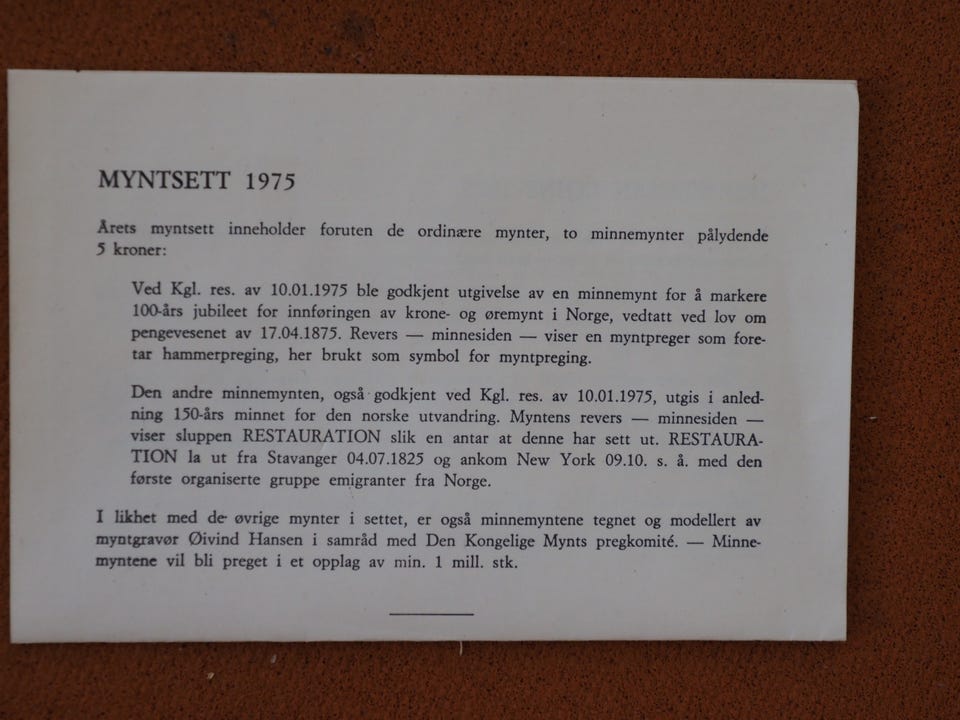 MYNTSETT 1975
Årets myntsett inneholder foruten de ordinære mynter, to minnemynter pålydende
5 kroner:
Ved Kgl. res. av 10.01.1975 ble godkjent utgivelse av en minnemynt for å markere
100-års jubileet for innføringen av krone- og øremynt i Norge, vedtatt ved lov om
pengevesenet av 17.04.1875. Revers — minnesiden — viser en myntpreger som fore-
tar hammerpreging, her brukt som symbol for myntpreging.
Den andre minnemynten, også godkjent ved Kgl. res. av 10.01.1975, utgis i anled-
ning 150-års minnet for den norske utvandring. Myntens revers — minnesiden —
viser sluppen RESTAURATION slik en antar at denne har sett ut. RESTAURA-
TION la ut fra Stavanger 04.07.1825 og ankom New York 09.10. s. å. med den
første organiserte gruppe emigranter fra Norge.
I likhet med de øvrige mynter i settet, er også minnemyntene tegnet og modellert av
myntgravør Øivind Hansen i samråd med Den Kongelige Mynts pregkomité. — Minne-
myntene vil bli preget i et opplag av min. 1 mill. stk.